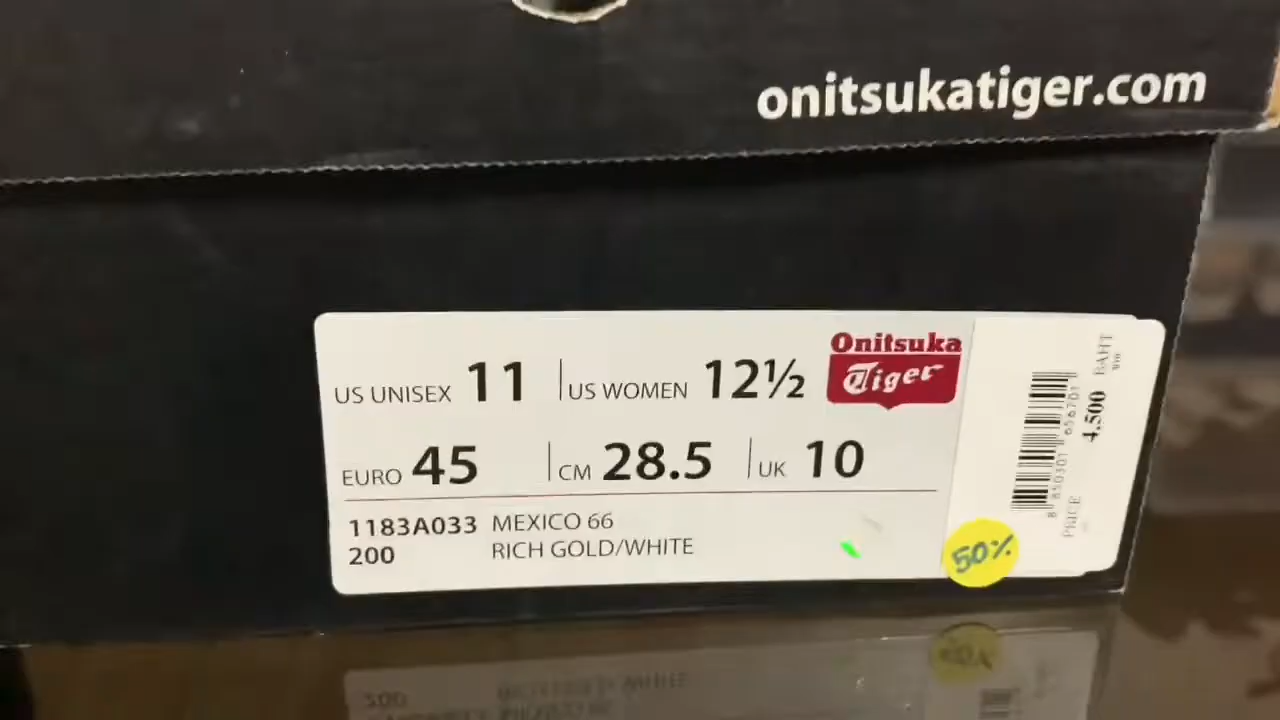 onitsukatiger.com
US UNISEX 11 US WOMEN 12½
Onitsuka
Tiger
EURO 45 CM 28.5 UK 10
1183A033 MEXICO 66
200 RICH GOLD/WHITE
50%
PRICE 4.500 BAHT